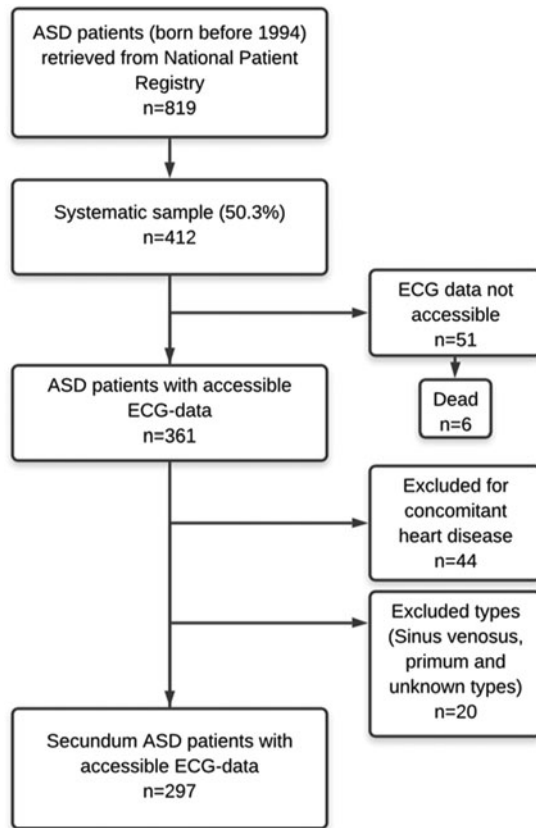 ASD patients (born before 1994)
retrieved from National Patient
Registry
n=819
Systematic sample (50.3%)
n=412
ECG data not
accessible
n=51
Dead
n=6
ASD patients with accessible
ECG-data
n=361
Excluded for
concomitant
heart disease
n=44
Excluded types
(Sinus venosus,
primum and
unknown types)
n=20
Secundum ASD patients with
accessible ECG-data
n=297